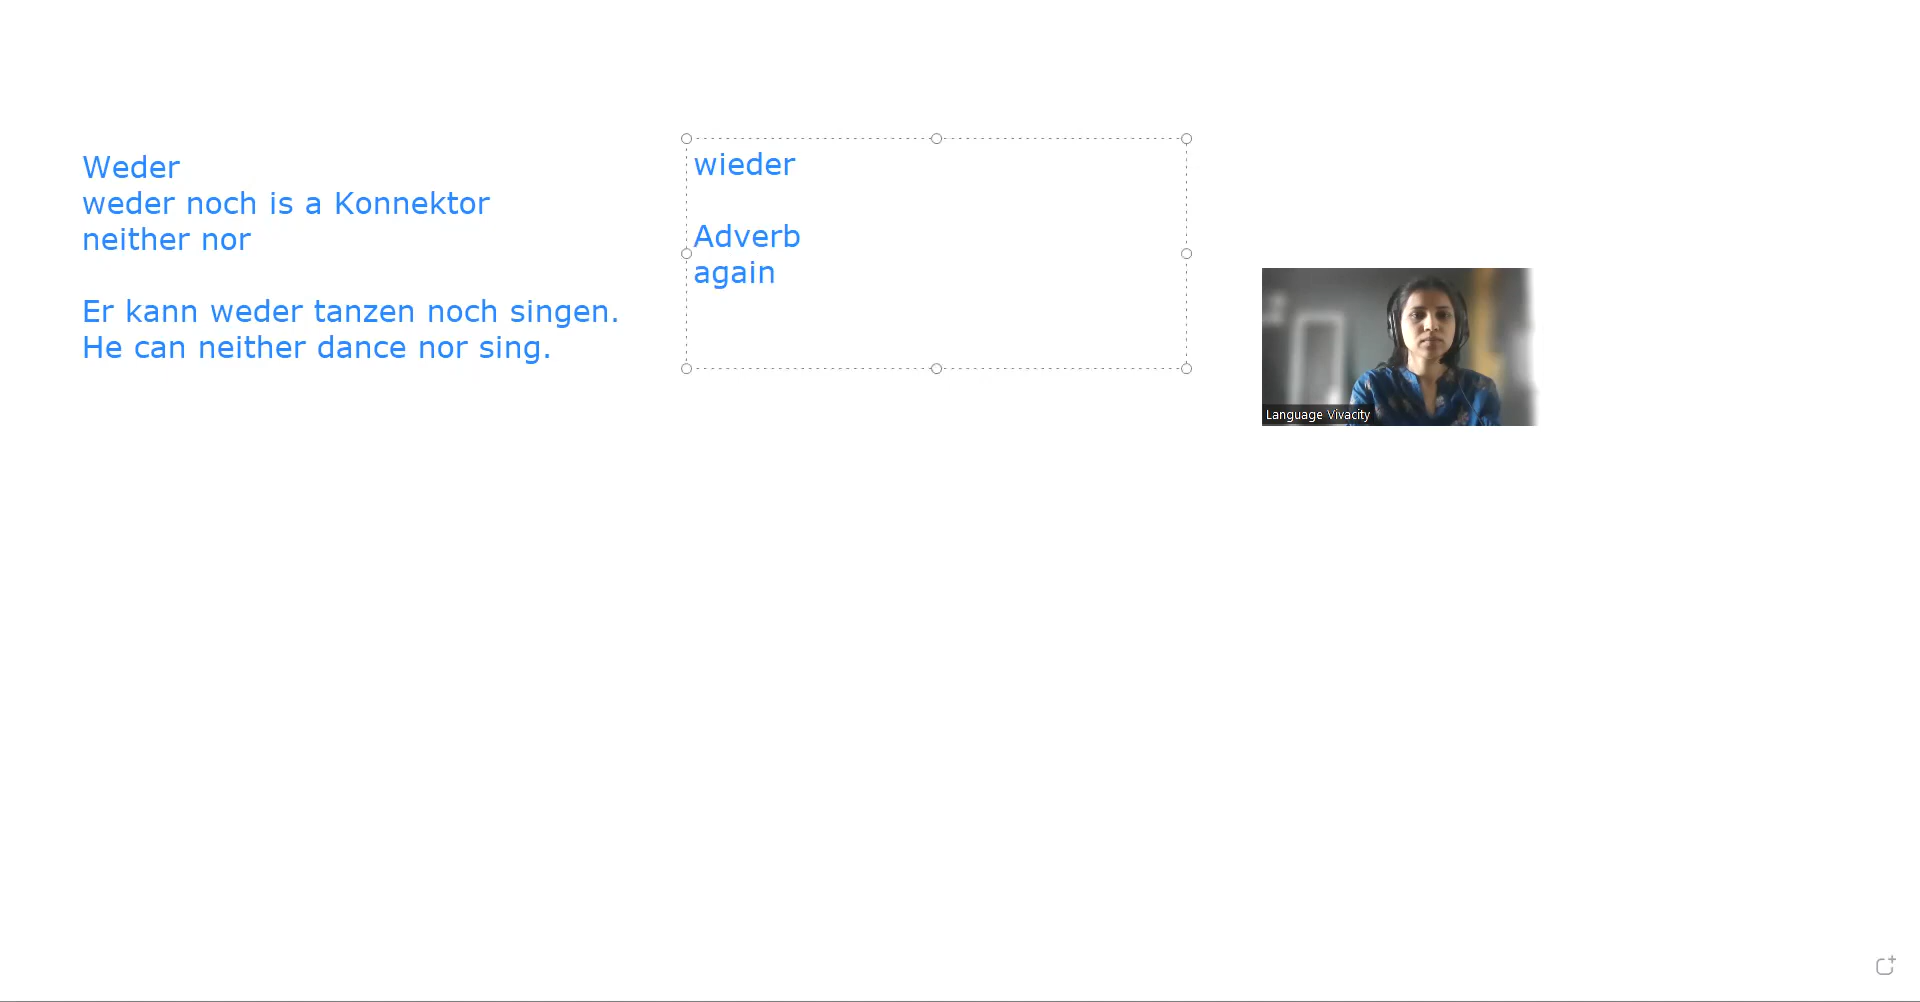 Weder
weder noch is a Konnektor
neither nor
Er kann weder tanzen noch singen.
He can neither dance nor sing.
wieder
Adverb
again
Language Vivacity